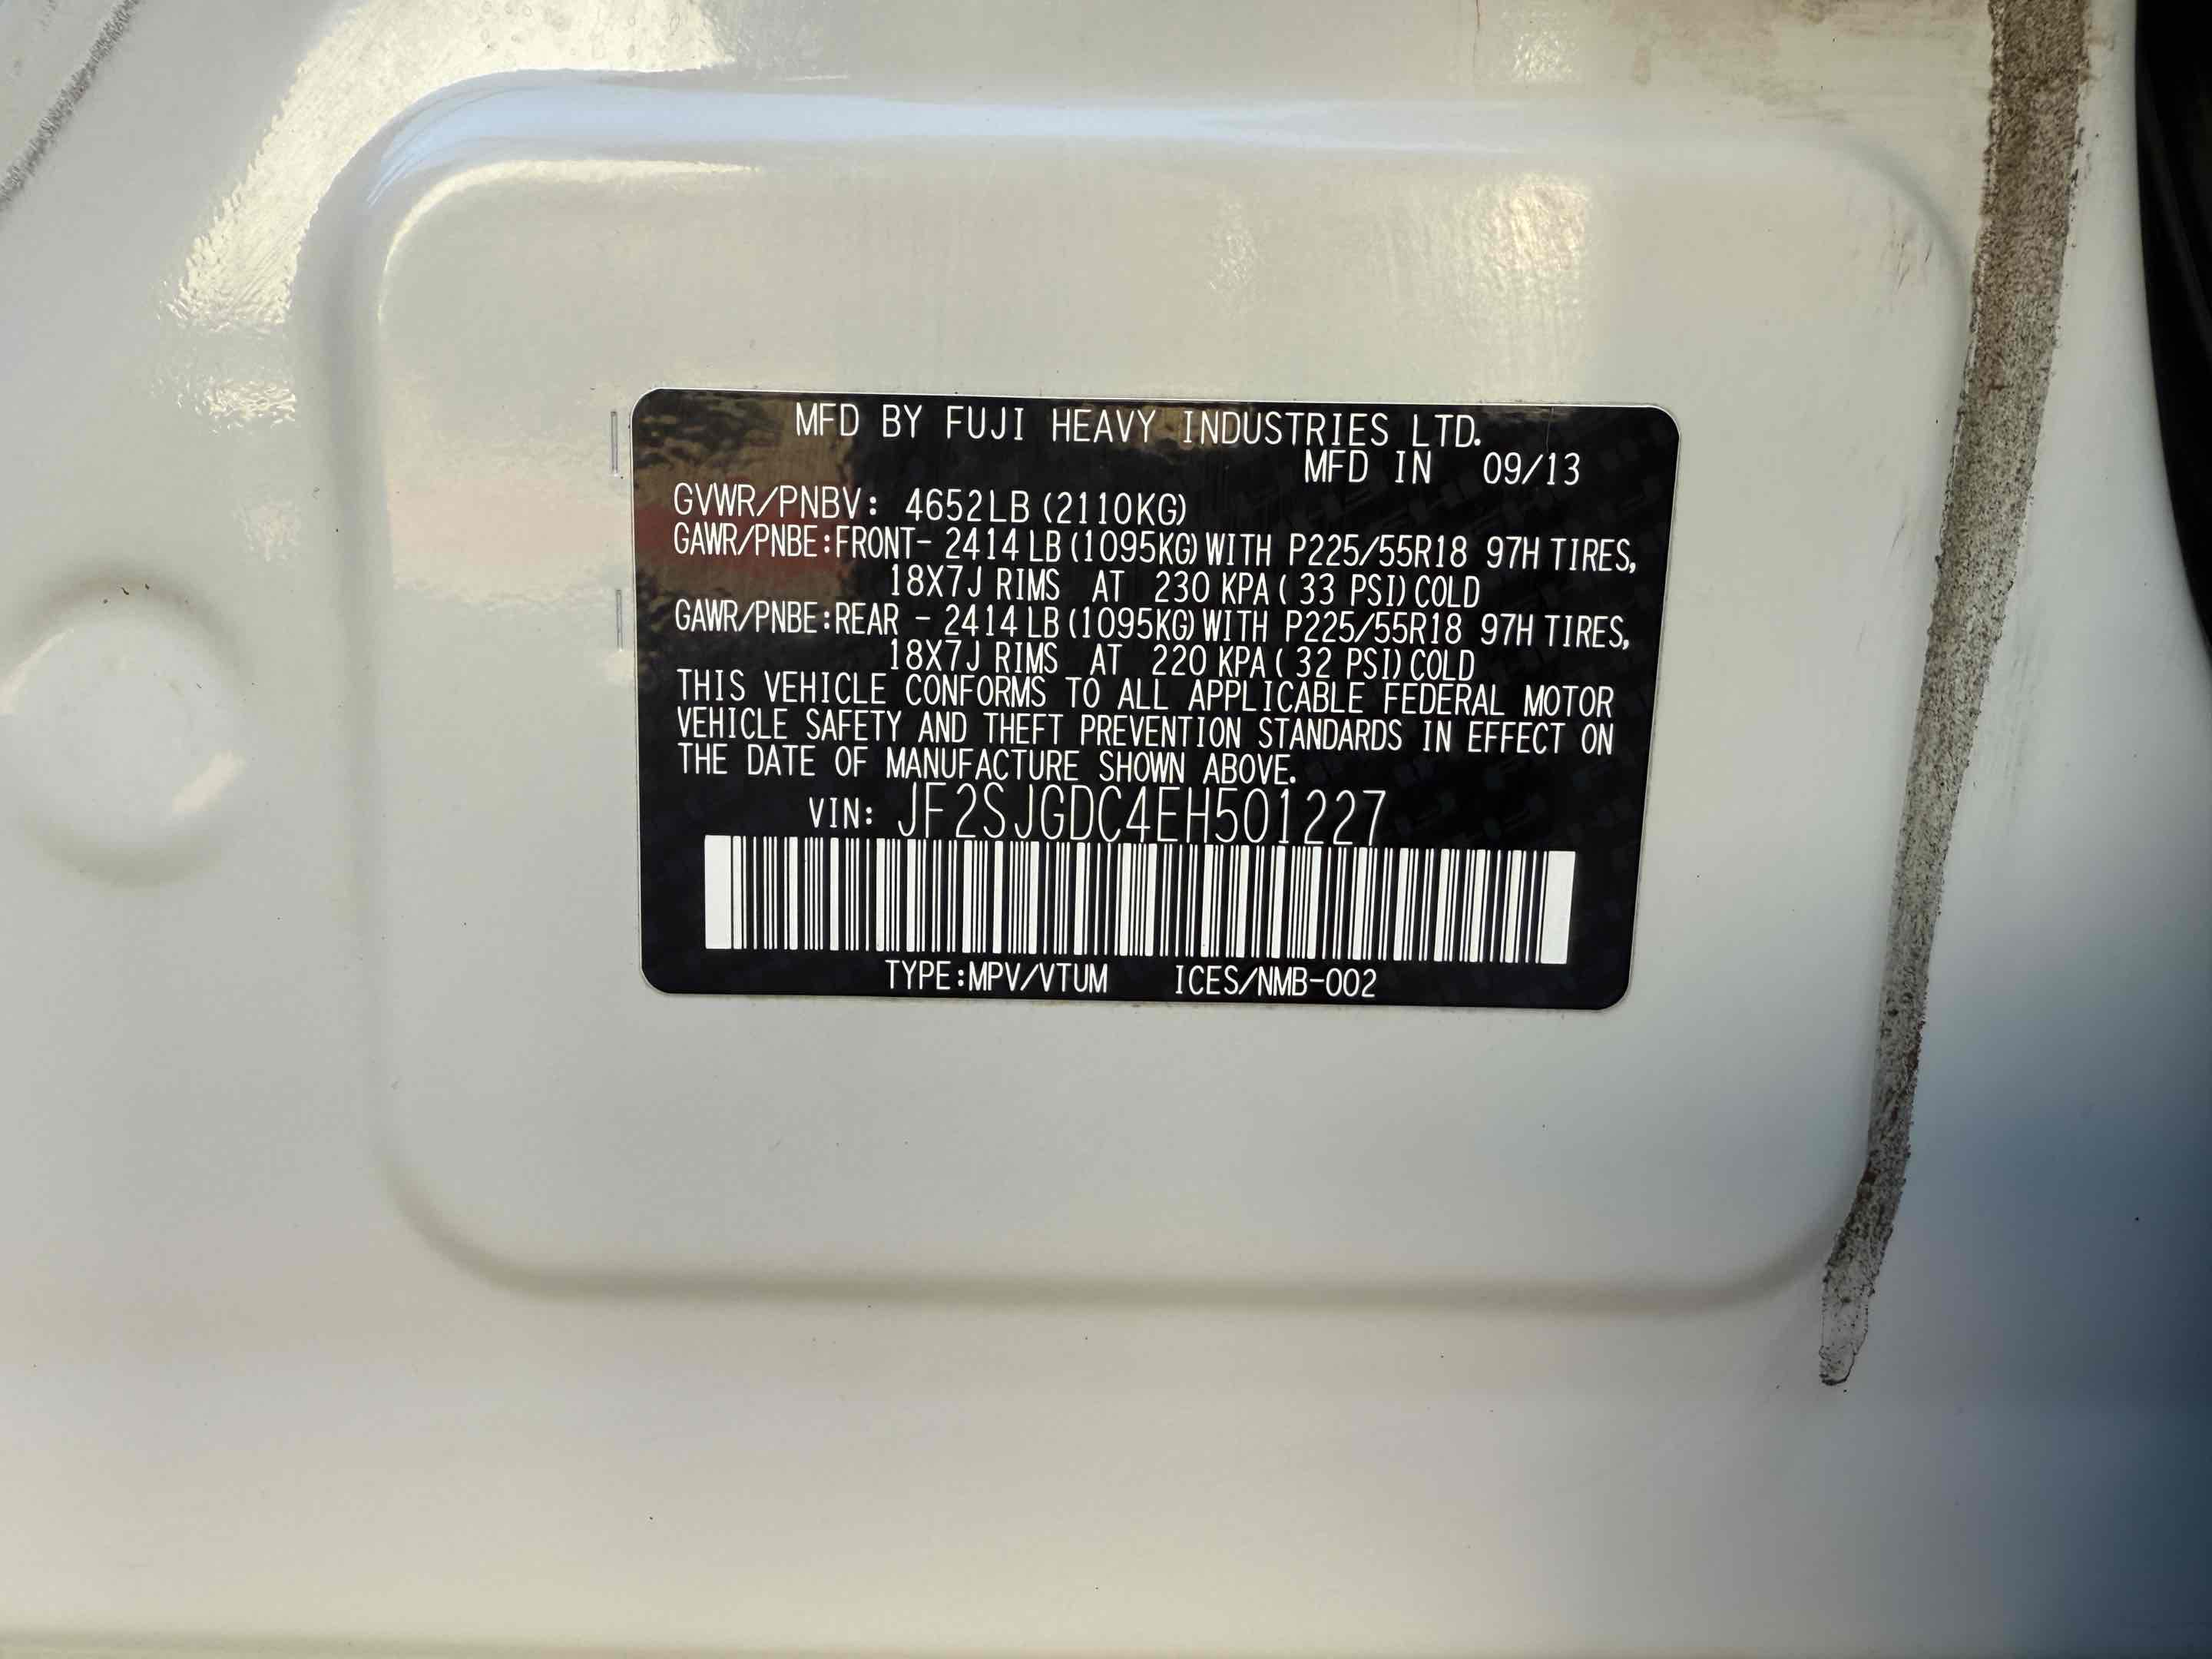 MFD BY FUJI HEAVY INDUSTRIES LTD.
MFD IN 09/13
GVWR/PNBV: 4652LB (2110KG)
GAWR/PNBE:FRONT- 2414 LB (1095KG) WITH P225/55R18 97H TIRES,
18X7J RIMS AT 230 KPA ( 33 PSI) COLD
GAWR/PNBE:REAR - 2414 LB (1095KG) WITH P225/55R18 97H TIRES,
18X7J RIMS AT 220 KPA ( 32 PSI) COLD
THIS VEHICLE CONFORMS TO ALL APPLICABLE FEDERAL MOTOR
VEHICLE SAFETY AND THEFT PREVENTION STANDARDS IN EFFECT ON
THE DATE OF MANUFACTURE SHOWN ABOVE.
VIN: JF2SJGDC4EH501227
TYPE:MPV/VTUM ICES/NMB-002